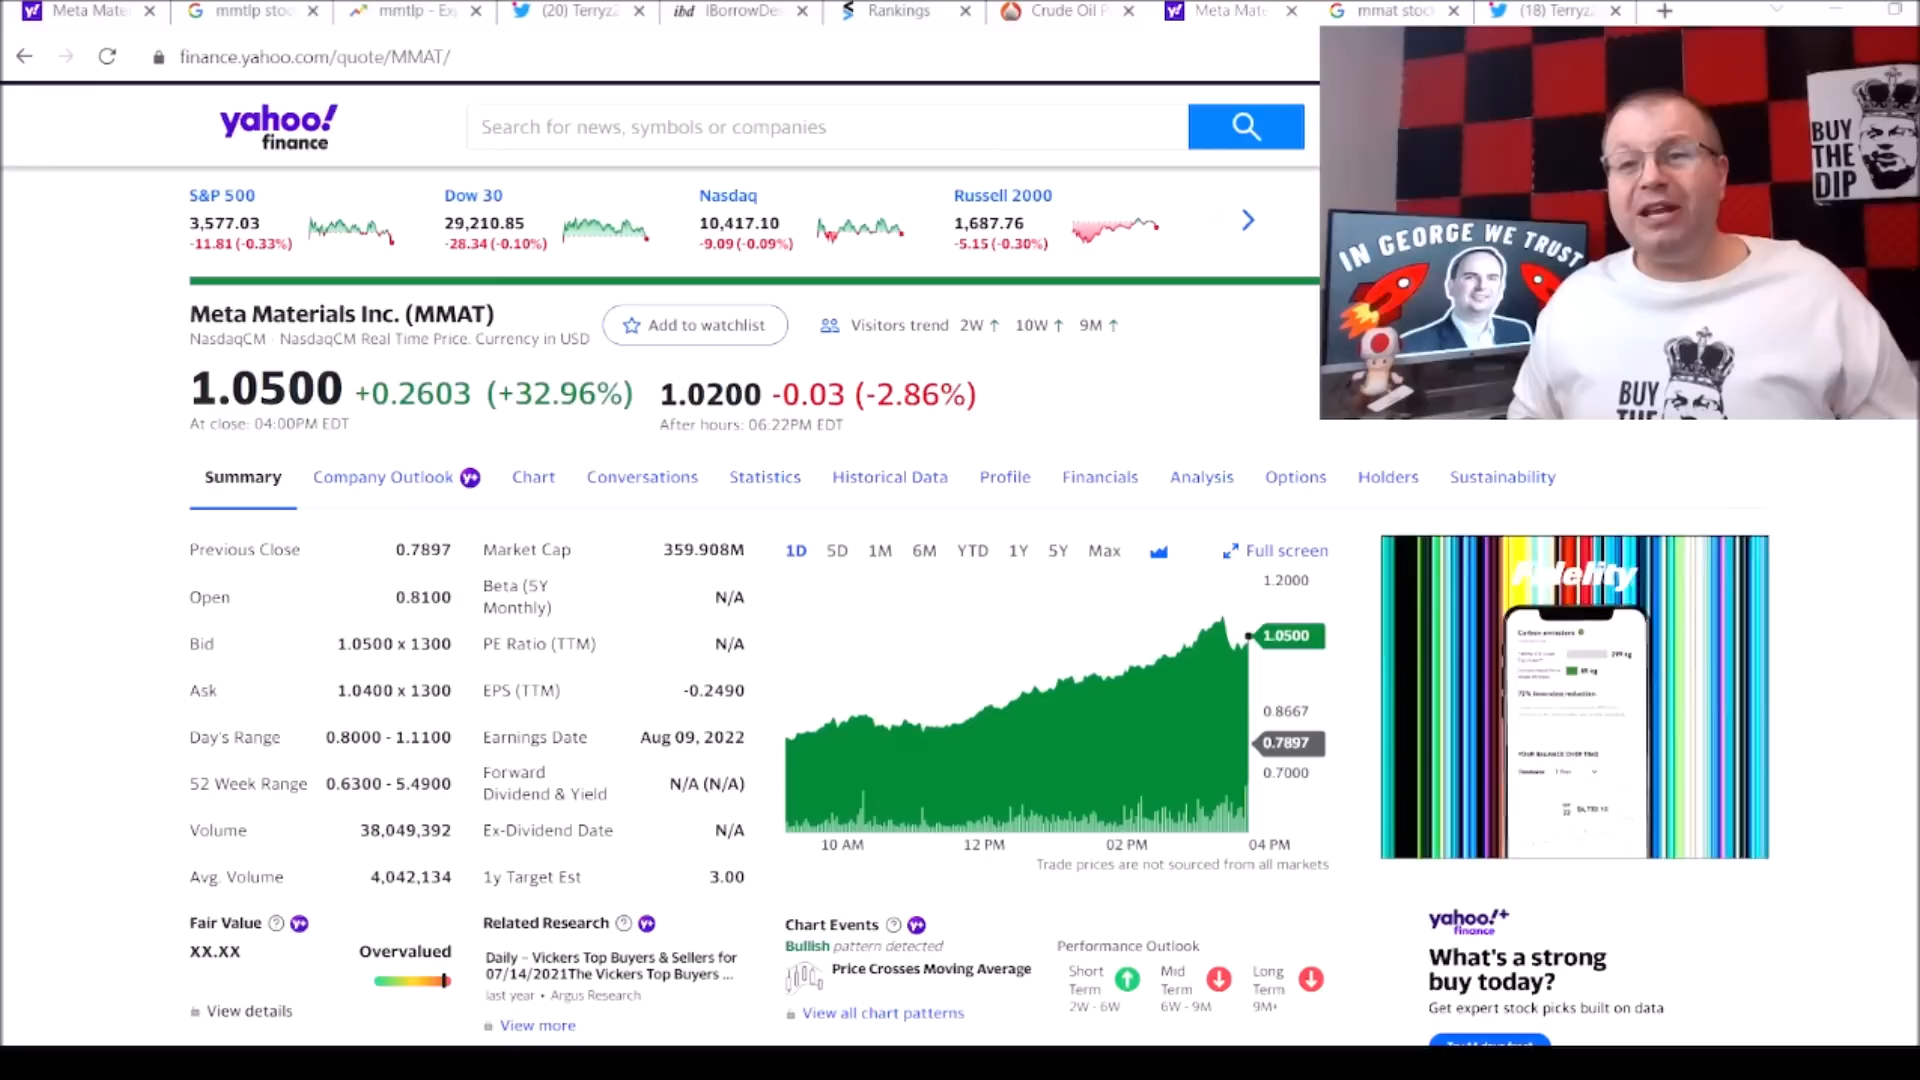 Meta Mate
mmtlp stoc
mmtlp - Ex
(20) Terryz
ibd IBorrowDes
Rankings
Crude Oil P
Meta Mate
mmat stoc
(18) Terryz
finance.yahoo.com/quote/MMAT/
yahoo!
finance
Search for news, symbols or companies
S&P 500
3,577.03
-11.81 (-0.33%)
Dow 30
29,210.85
-28.34 (-0.10%)
Nasdaq
10,417.10
-9.09 (-0.09%)
Russell 2000
1,687.76
-5.15 (-0.30%)
BUY
THE
DIP
IN GEORGE WE TRUST
BUY
THE
Meta Materials Inc. (MMAT)
NasdaqCM - NasdaqCM Real Time Price. Currency in USD
Add to watchlist
Visitors trend 2W ↑ 10W ↑ 9M ↑
1.0500 +0.2603 (+32.96%)
At close: 04:00PM EDT
1.0200 -0.03 (-2.86%)
After hours: 06:22PM EDT
Summary
Company Outlook
Chart
Conversations
Statistics
Historical Data
Profile
Financials
Analysis
Options
Holders
Sustainability
Previous Close 0.7897
Open 0.8100
Bid 1.0500 x 1300
Ask 1.0400 x 1300
Day's Range 0.8000 - 1.1100
52 Week Range 0.6300 - 5.4900
Volume 38,049,392
Avg. Volume 4,042,134
Market Cap 359.908M
Beta (5Y
Monthly) N/A
PE Ratio (TTM) N/A
EPS (TTM) -0.2490
Earnings Date Aug 09, 2022
Forward
Dividend & Yield N/A (N/A)
Ex-Dividend Date N/A
1y Target Est 3.00
1D 5D 1M 6M YTD 1Y 5Y Max
Full screen
1.2000
1.0500
0.8667
0.7897
0.7000
10 AM 12 PM 02 PM 04 PM
Trade prices are not sourced from all markets
Fidelity
Carbon emissions
YOUR BALANCE OVER TIME
Fair Value
XX.XX
Overvalued
View details
Related Research
Daily – Vickers Top Buyers & Sellers for
07/14/2021The Vickers Top Buyers ...
last year • Argus Research
View more
Chart Events
Bullish pattern detected
Price Crosses Moving Average
View all chart patterns
Performance Outlook
Short
Term
2W - 6W
Mid
Term
6W - 9M
Long
Term
9M+
yahoo!+
finance
What's a strong
buy today?
Get expert stock picks built on data